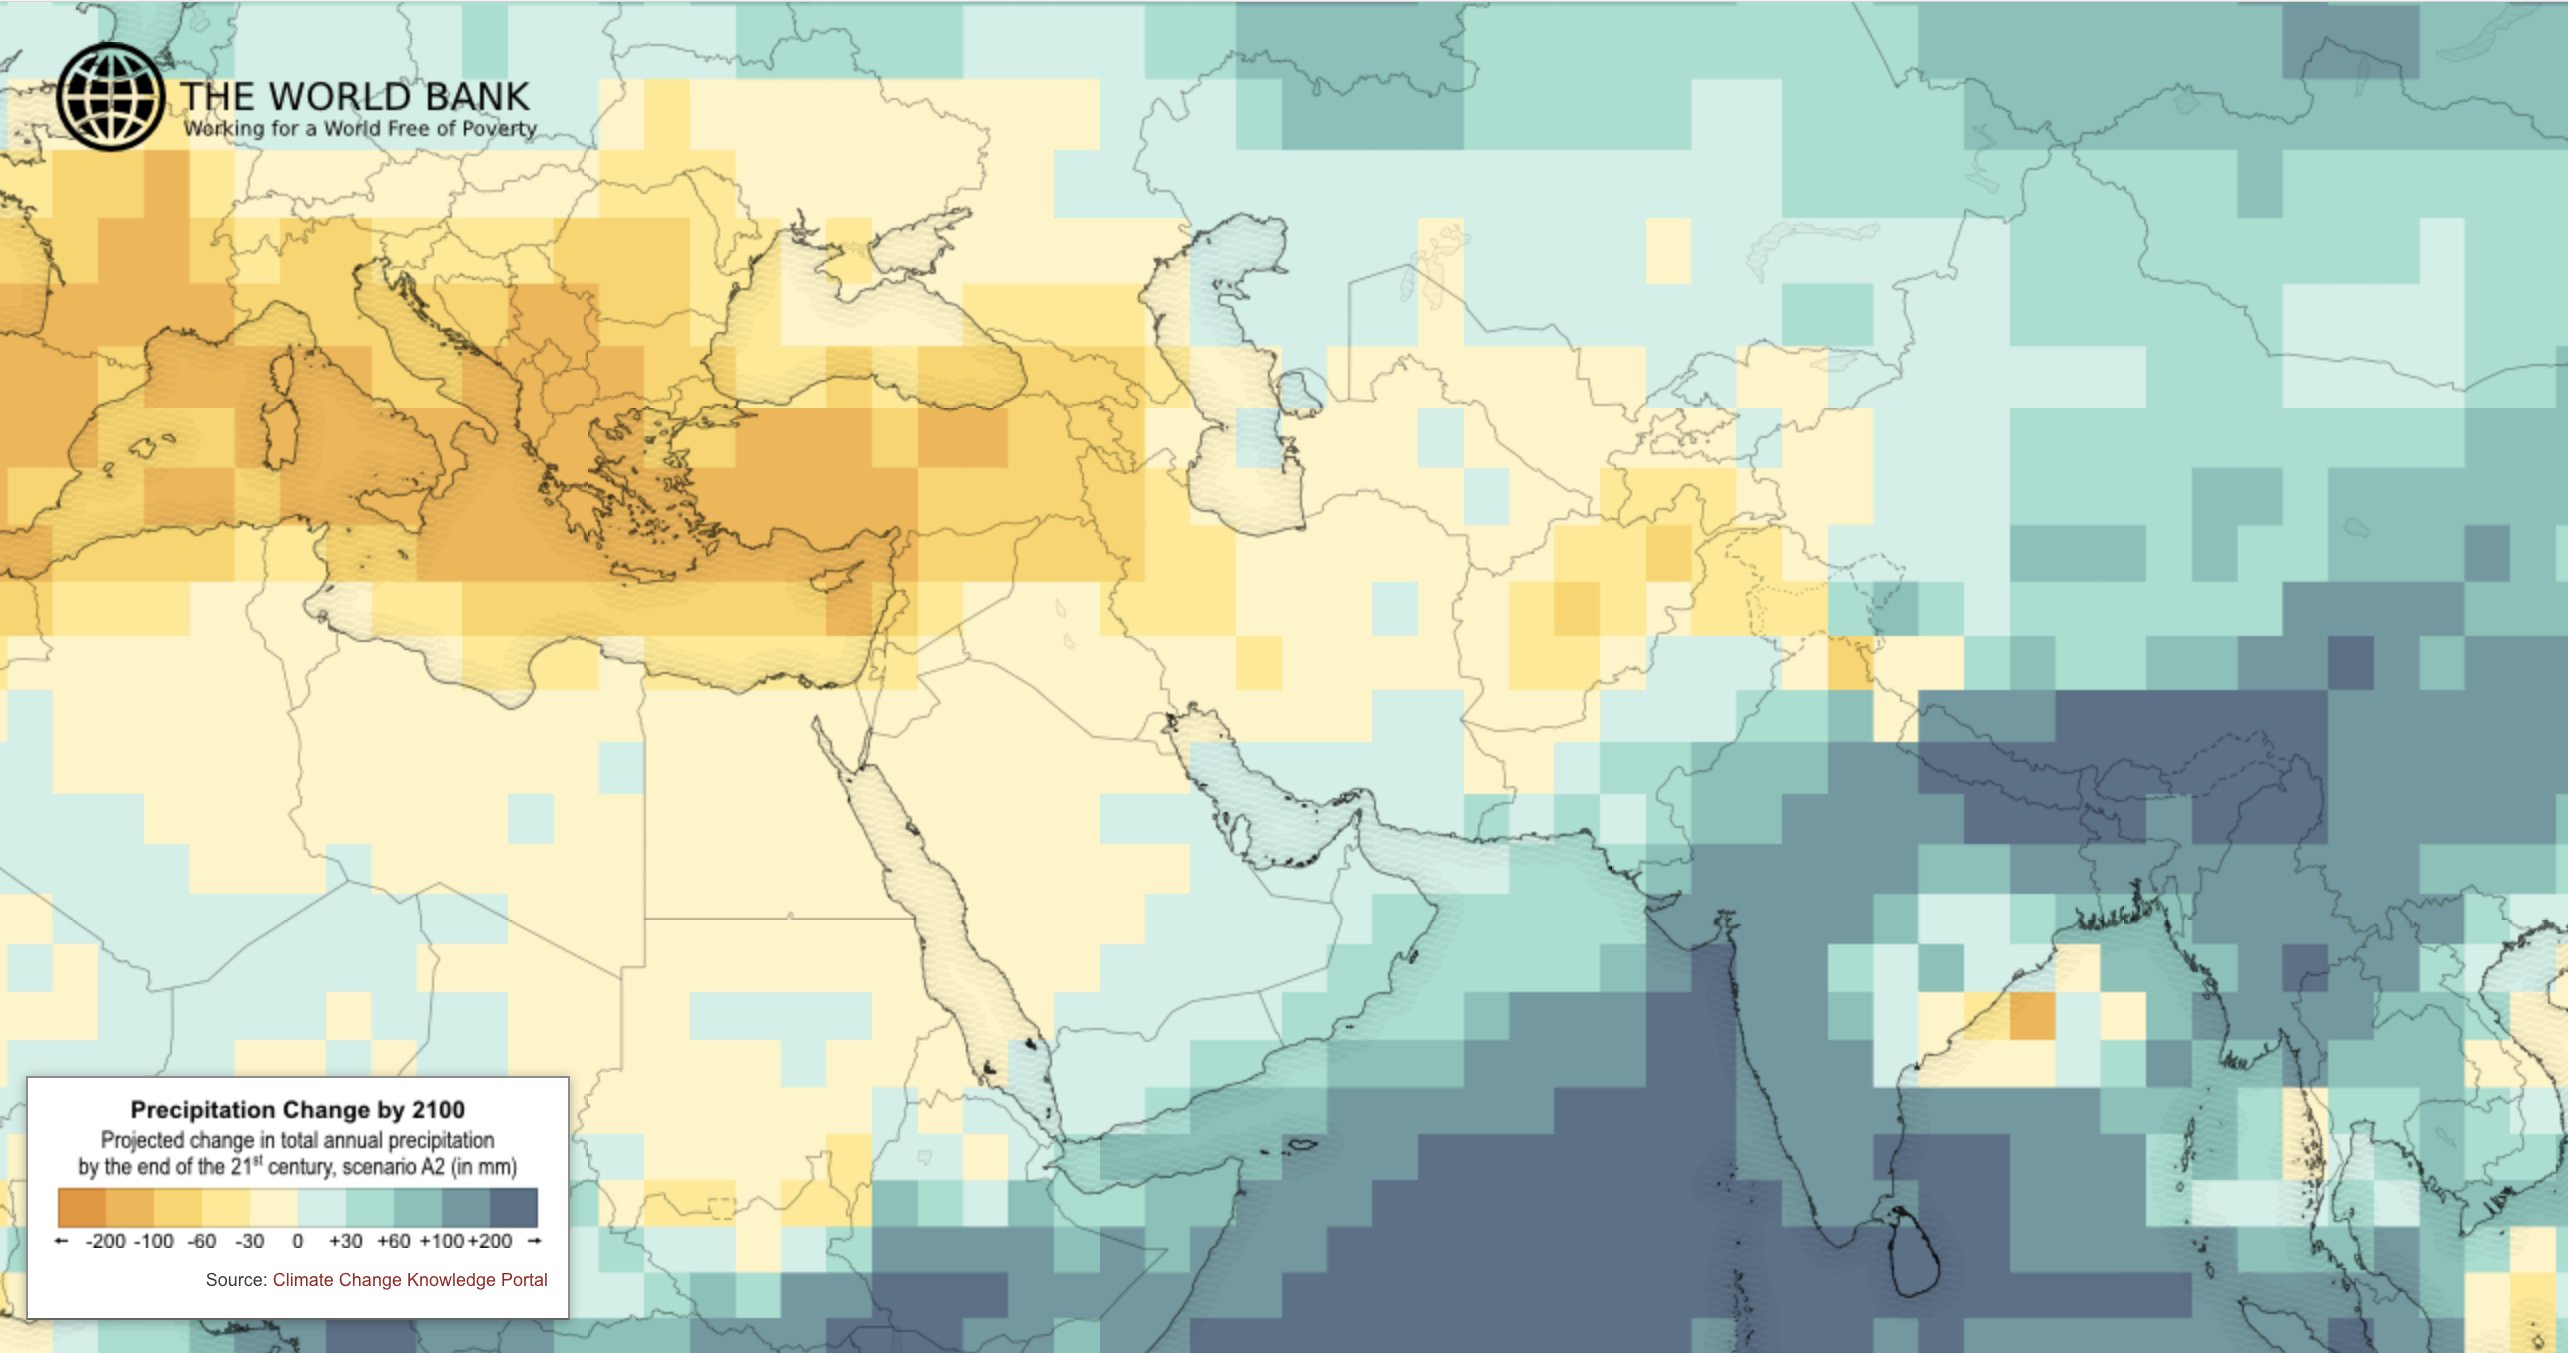 THE WORLD BANK
Working for a World Free of Poverty
Precipitation Change by 2100
Projected change in total annual precipitation
by the end of the 21st century, scenario A2 (in mm)
← -200 -100 -60 -30 0 +30 +60 +100 +200 →
Source: Climate Change Knowledge Portal